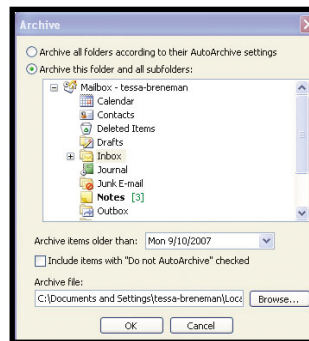 Archive
Archive all folders according to their AutoArchive settings
Archive this folder and all subfolders:
Mailbox - tessa-breneman
Calendar
Contacts
Deleted Items
Drafts
Inbox
Journal
Junk E-mail
Notes [3]
Outbox
Archive items older than: Mon 9/10/2007
Include items with "Do not AutoArchive" checked
Archive file:
C:\Documents and Settings\tessa-breneman\Loca Browse...
OK Cancel